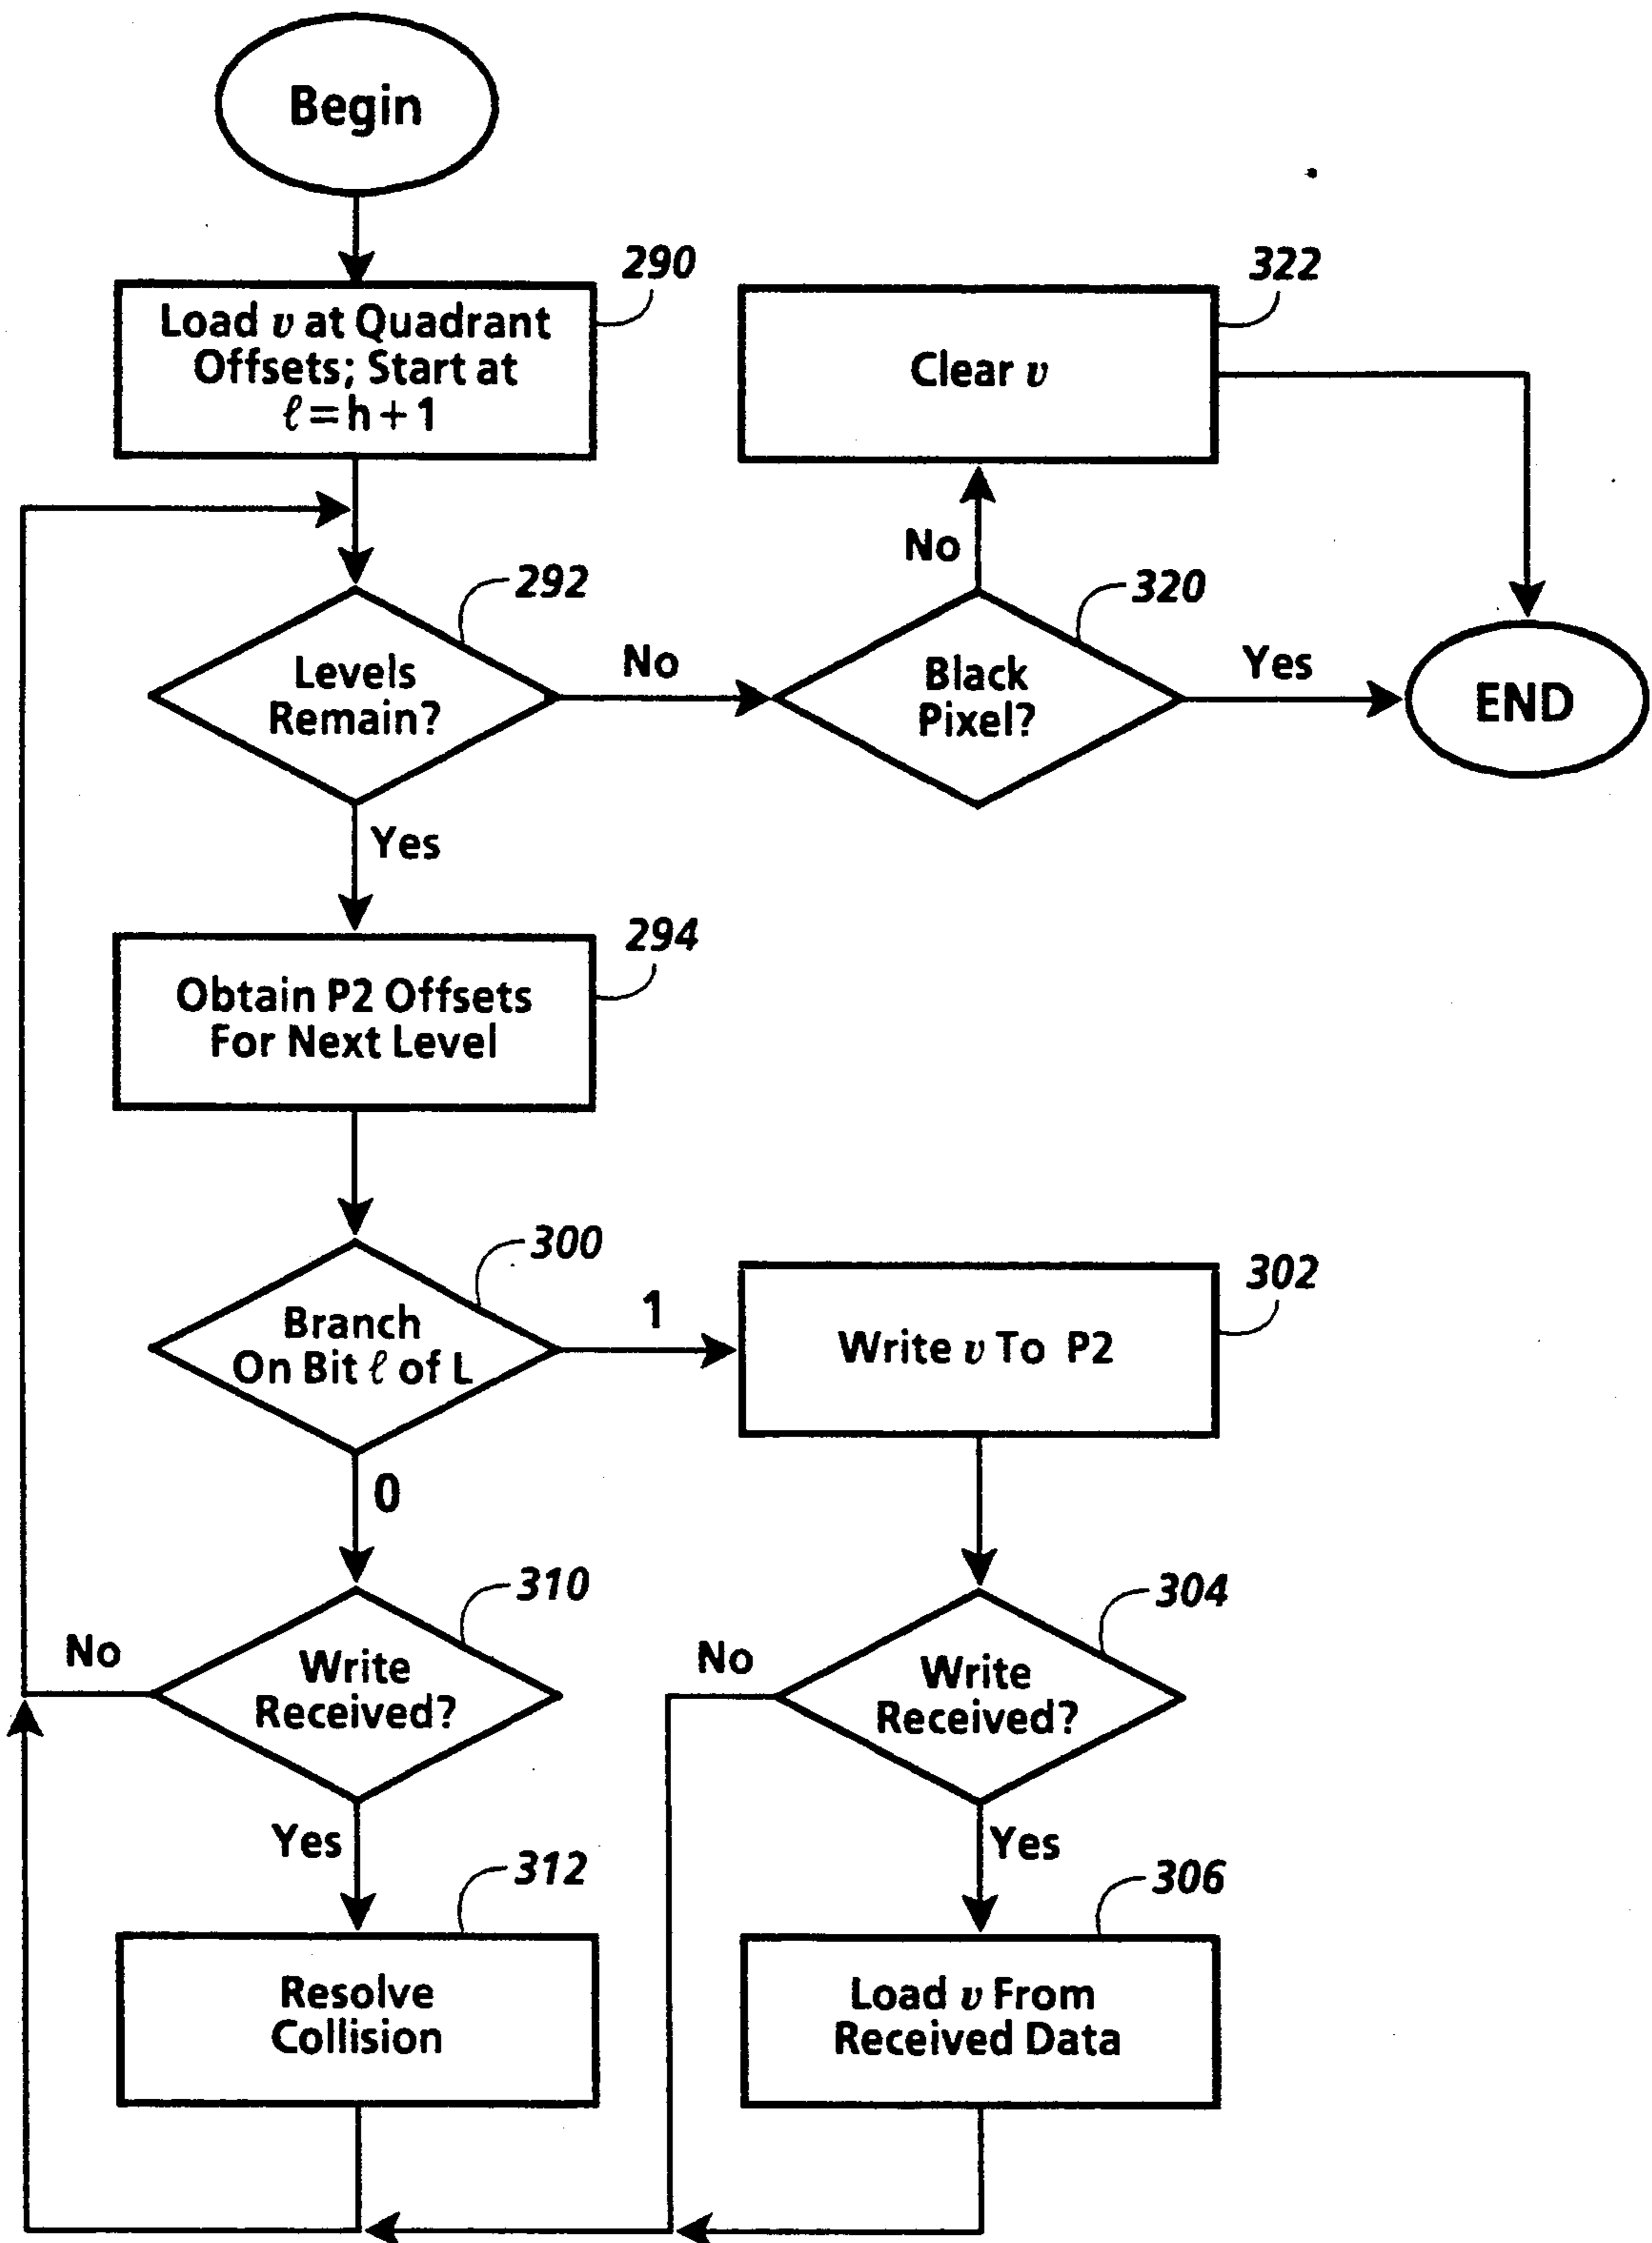 Begin
290
Load v at Quadrant
Offsets; Start at
ℓ = h + 1
322
Clear v
No
292
Levels
Remain?
No
320
Black
Pixel?
Yes
END
Yes
294
Obtain P2 Offsets
For Next Level
300
Branch
On Bit ℓ of L
1
302
Write v To P2
0
310
Write
Received?
No
304
Write
Received?
No
Yes
312
Resolve
Collision
Yes
306
Load v From
Received Data